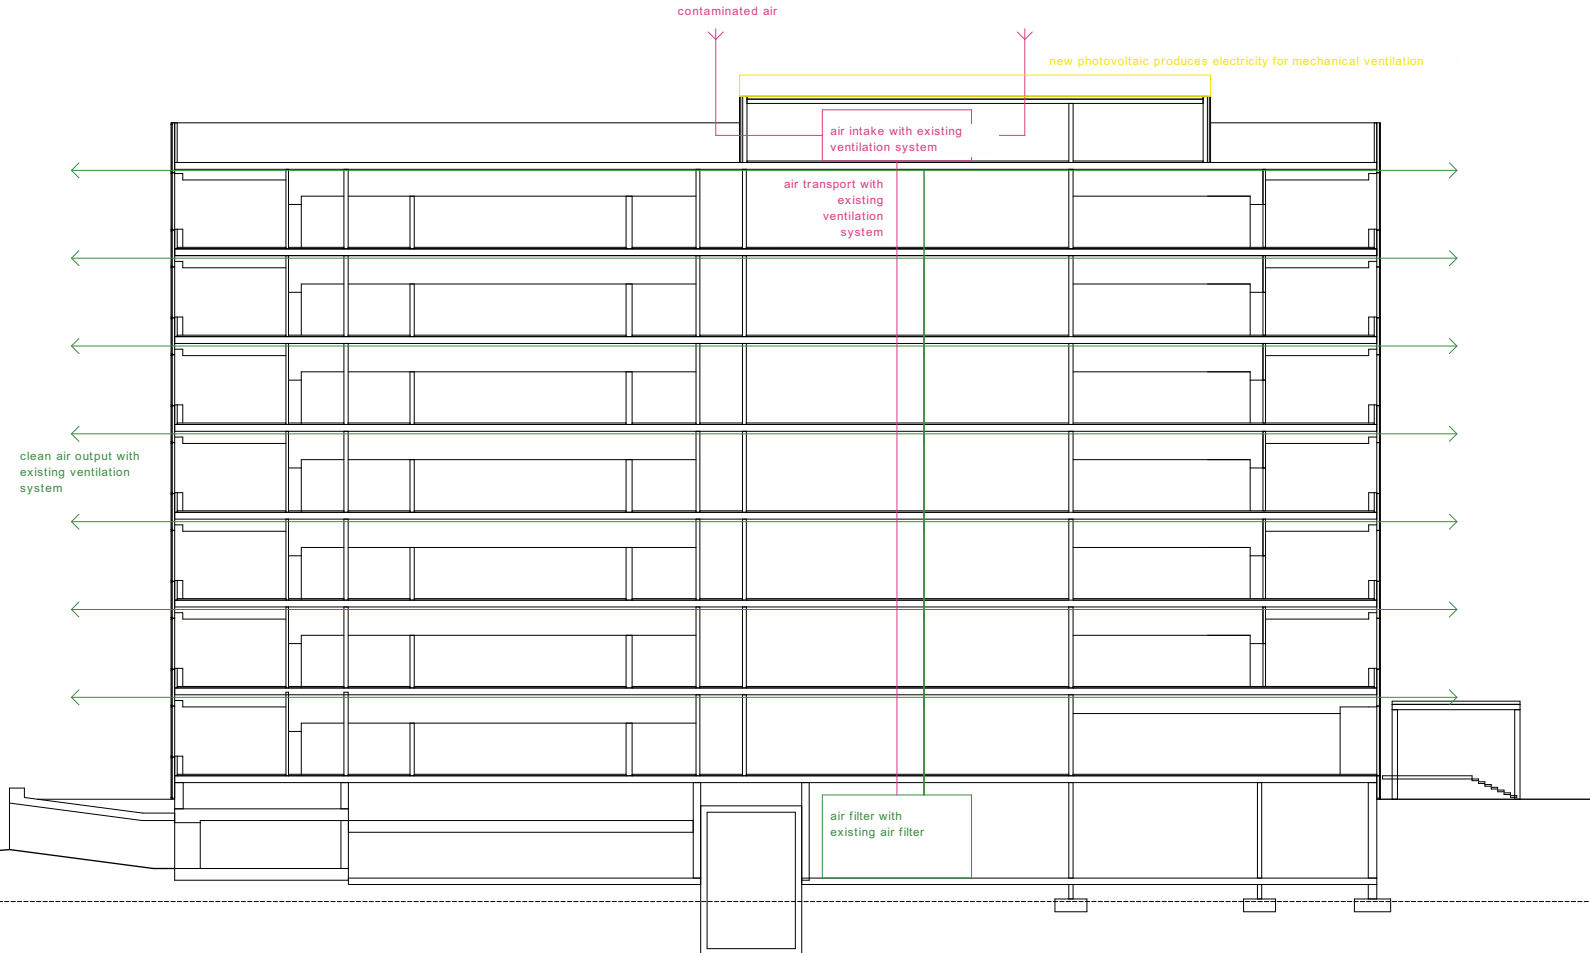 contaminated air
new photovoltaic produces electricity for mechanical ventilation
air intake with existing
ventilation system
air transport with
existing
ventilation
system
clean air output with
existing ventilation
system
air filter with
existing air filter